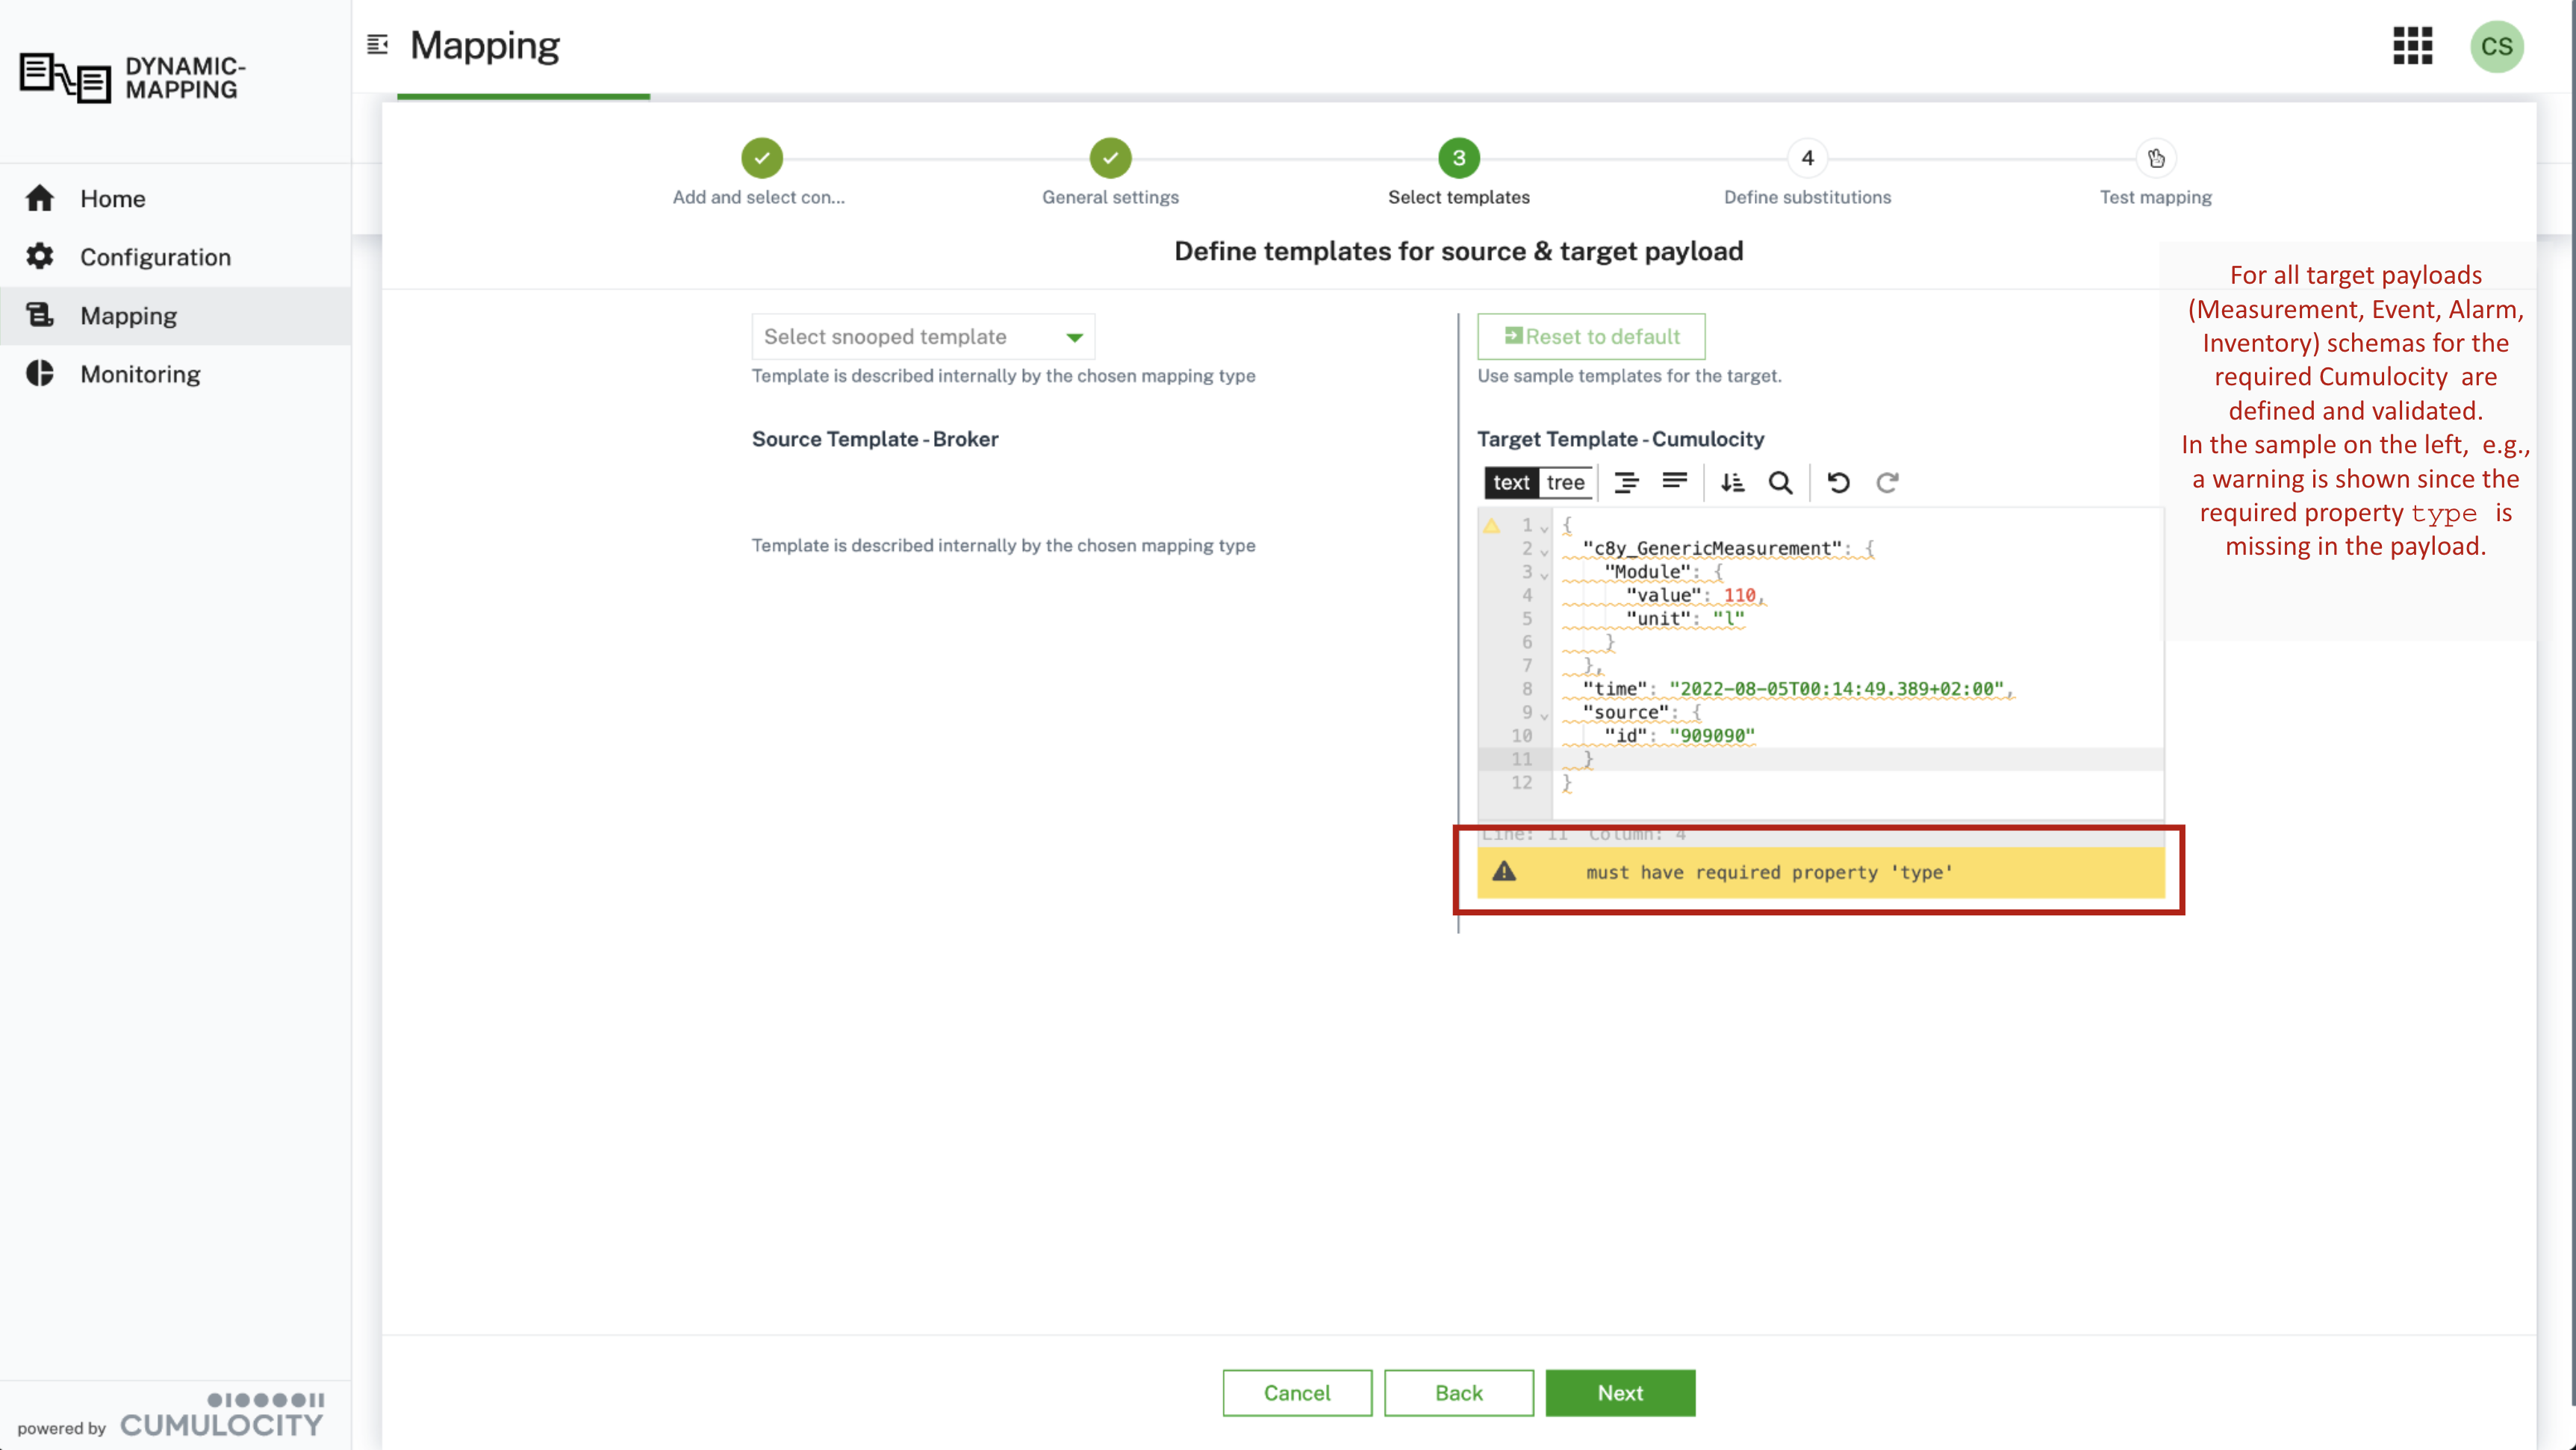 DYNAMIC-
MAPPING
Mapping
CS
Home
Configuration
Mapping
Monitoring
3
4
Add and select con...
General settings
Select templates
Define substitutions
Test mapping
Define templates for source & target payload
Select snooped template
Template is described internally by the chosen mapping type
Source Template - Broker
Template is described internally by the chosen mapping type
Reset to default
Use sample templates for the target.
Target Template - Cumulocity
text tree
1 {
2 "c8y_GenericMeasurement": {
3 "Module": {
4 "value": 110,
5 "unit": "l"
6 }
7 },
8 "time": "2022-08-05T00:14:49.389+02:00",
9 "source": {
10 "id": "909090"
11 }
12 }
Line: 11 Column: 4
must have required property 'type'
For all target payloads
(Measurement, Event, Alarm,
Inventory) schemas for the
required Cumulocity are
defined and validated.
In the sample on the left, e.g.,
a warning is shown since the
required property type is
missing in the payload.
Cancel
Back
Next
powered by CUMULOCITY